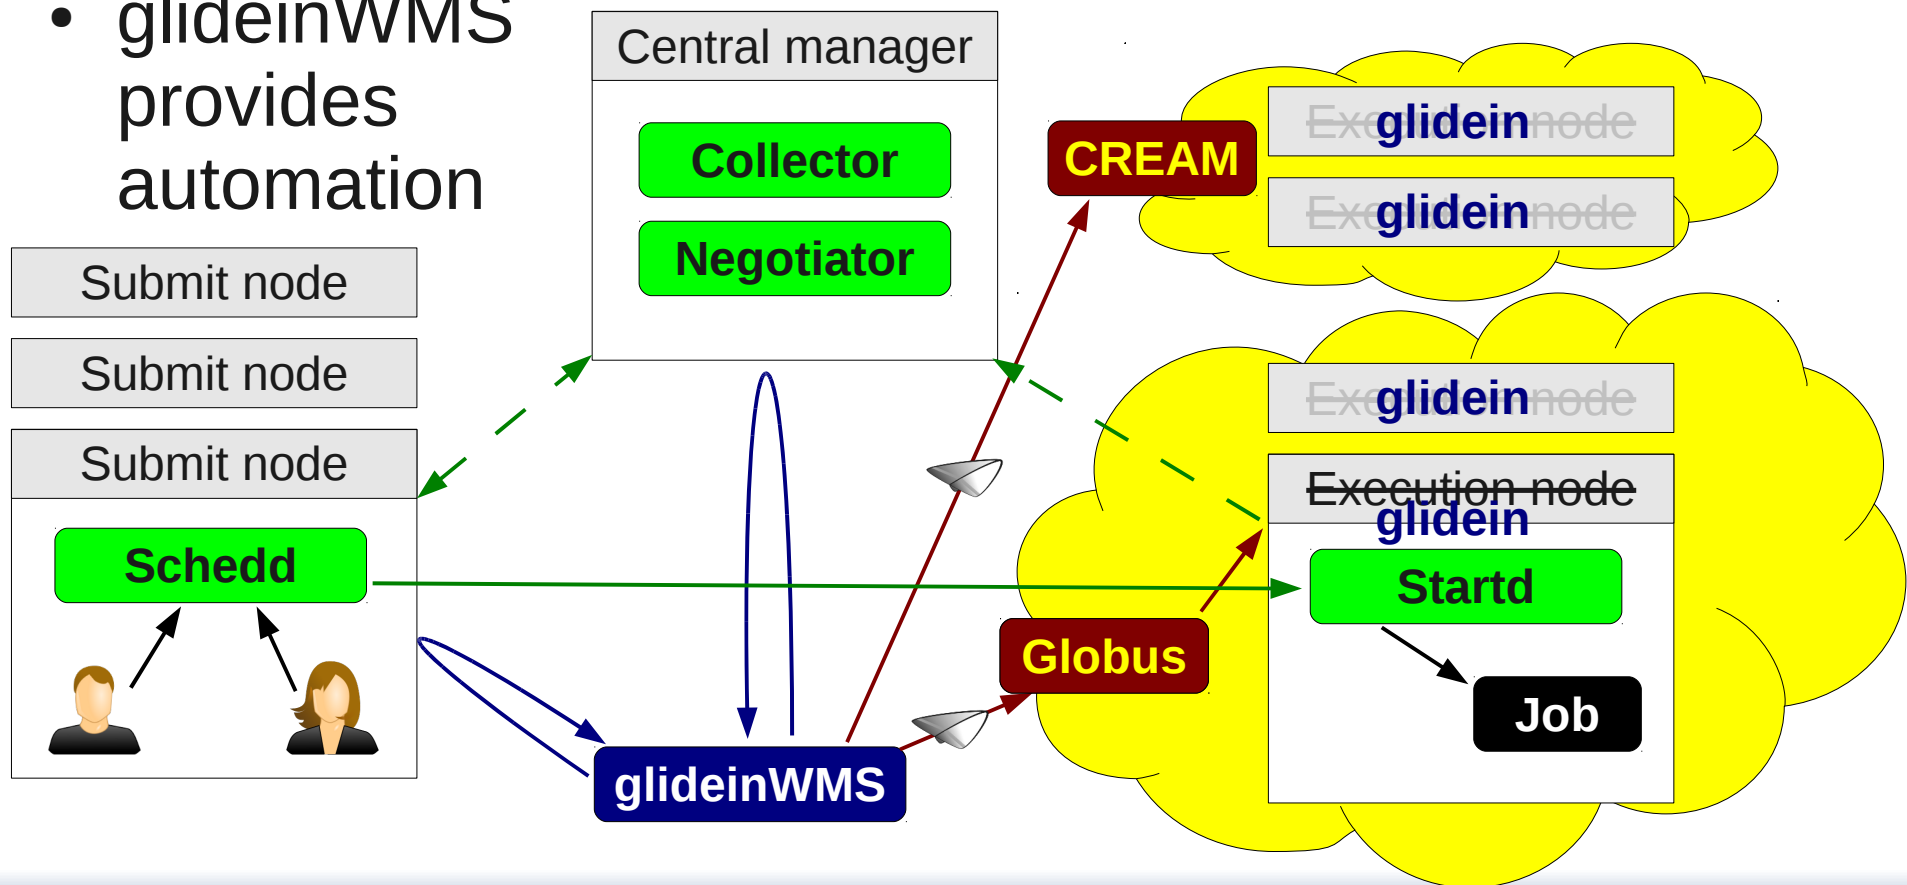 • glideinWMS
provides
automation
Central manager
Collector
Negotiator
Submit node
Submit node
Submit node
Schedd
glideinWMS
CREAM
Globus
Execution node
glidein
Execution node
glidein
Execution node
glidein
Execution node
glidein
Startd
Job